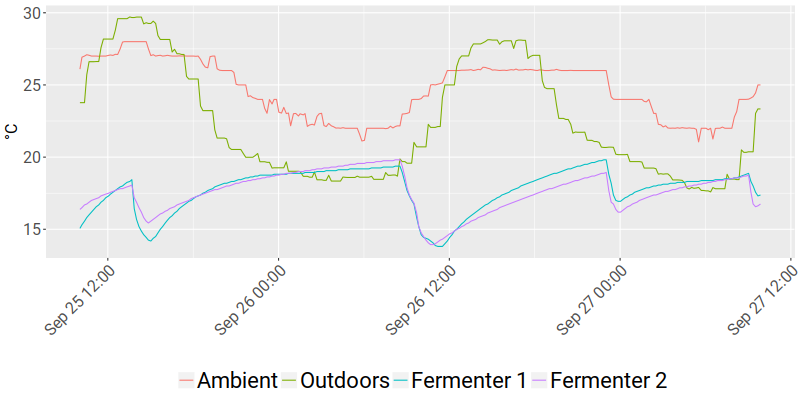 30
25
20
15
°C
Sep 25 12:00
Sep 26 00:00
Sep 26 12:00
Sep 27 00:00
Sep 27 12:00
Ambient Outdoors Fermenter 1 Fermenter 2